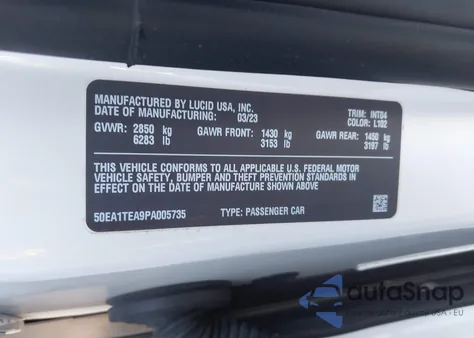 MANUFACTURED BY LUCID USA, INC.
DATE OF MANUFACTURING: 03/23
TRIM: INT04
COLOR: L102
GVWR: 2850 kg GAWR FRONT: 1430 kg GAWR REAR: 1450 kg
6283 lb 3153 lb 3197 lb
THIS VEHICLE CONFORMS TO ALL APPLICABLE U.S. FEDERAL MOTOR
VEHICLE SAFETY, BUMPER AND THEFT PREVENTION STANDARDS IN
EFFECT ON THE DATE OF MANUFACTURE SHOWN ABOVE.
50EA1TEA9PA005735 TYPE: PASSENGER CAR
autoSnap